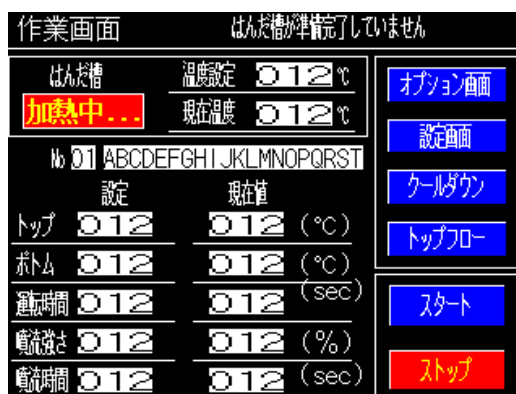 作業画面 はんだ槽が準備完了していません
はんだ槽 温度設定 012 ℃
加熱中... 現在温度 012 ℃
No 01 ABCDEFGHIJKLMNOPQRST
設定 現在値
トップ 012 012 (℃)
ボトム 012 012 (℃)
運転時間 012 012 (sec)
噴流強さ 012 012 (%)
噴流時間 012 012 (sec)
オプション画面
設定画面
クールダウン
トップフロー
スタート
ストップ